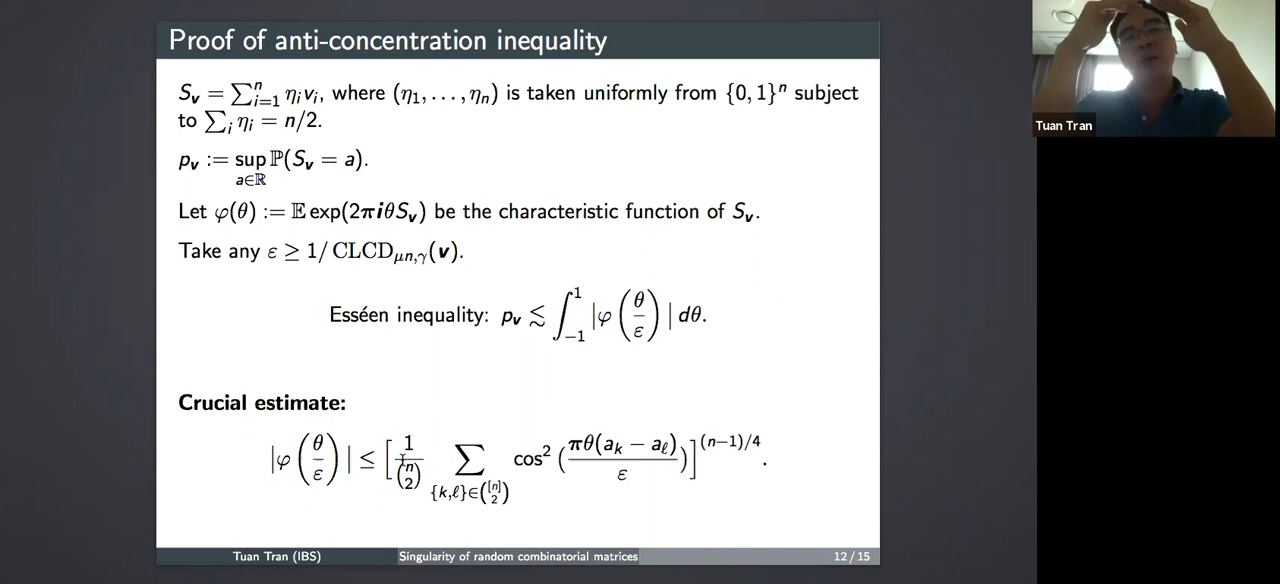 Proof of anti-concentration inequality
Tuan Tran
S_v = ∑_{i=1}^n η_i v_i, where (η_1, …, η_n) is taken uniformly from {0, 1}^n subject
to ∑_i η_i = n/2.
p_v := sup_{a∈ℝ} ℙ(S_v = a).
Let φ(θ) := 𝔼 exp(2πiθS_v) be the characteristic function of S_v.
Take any ε ≥ 1/ CLCD_{μn,γ}(v).
Esséen inequality: p_v ≲ ∫_{−1}^{1} |φ(θ/ε)| dθ.
Crucial estimate:
|φ(θ/ε)| ≤ [1/\binom{n}{2} ∑_{{k,ℓ}∈\binom{[n]}{2}} cos²(πθ(a_k − a_ℓ)/ε)]^{(n−1)/4}.
Tuan Tran (IBS) Singularity of random combinatorial matrices 12 / 15